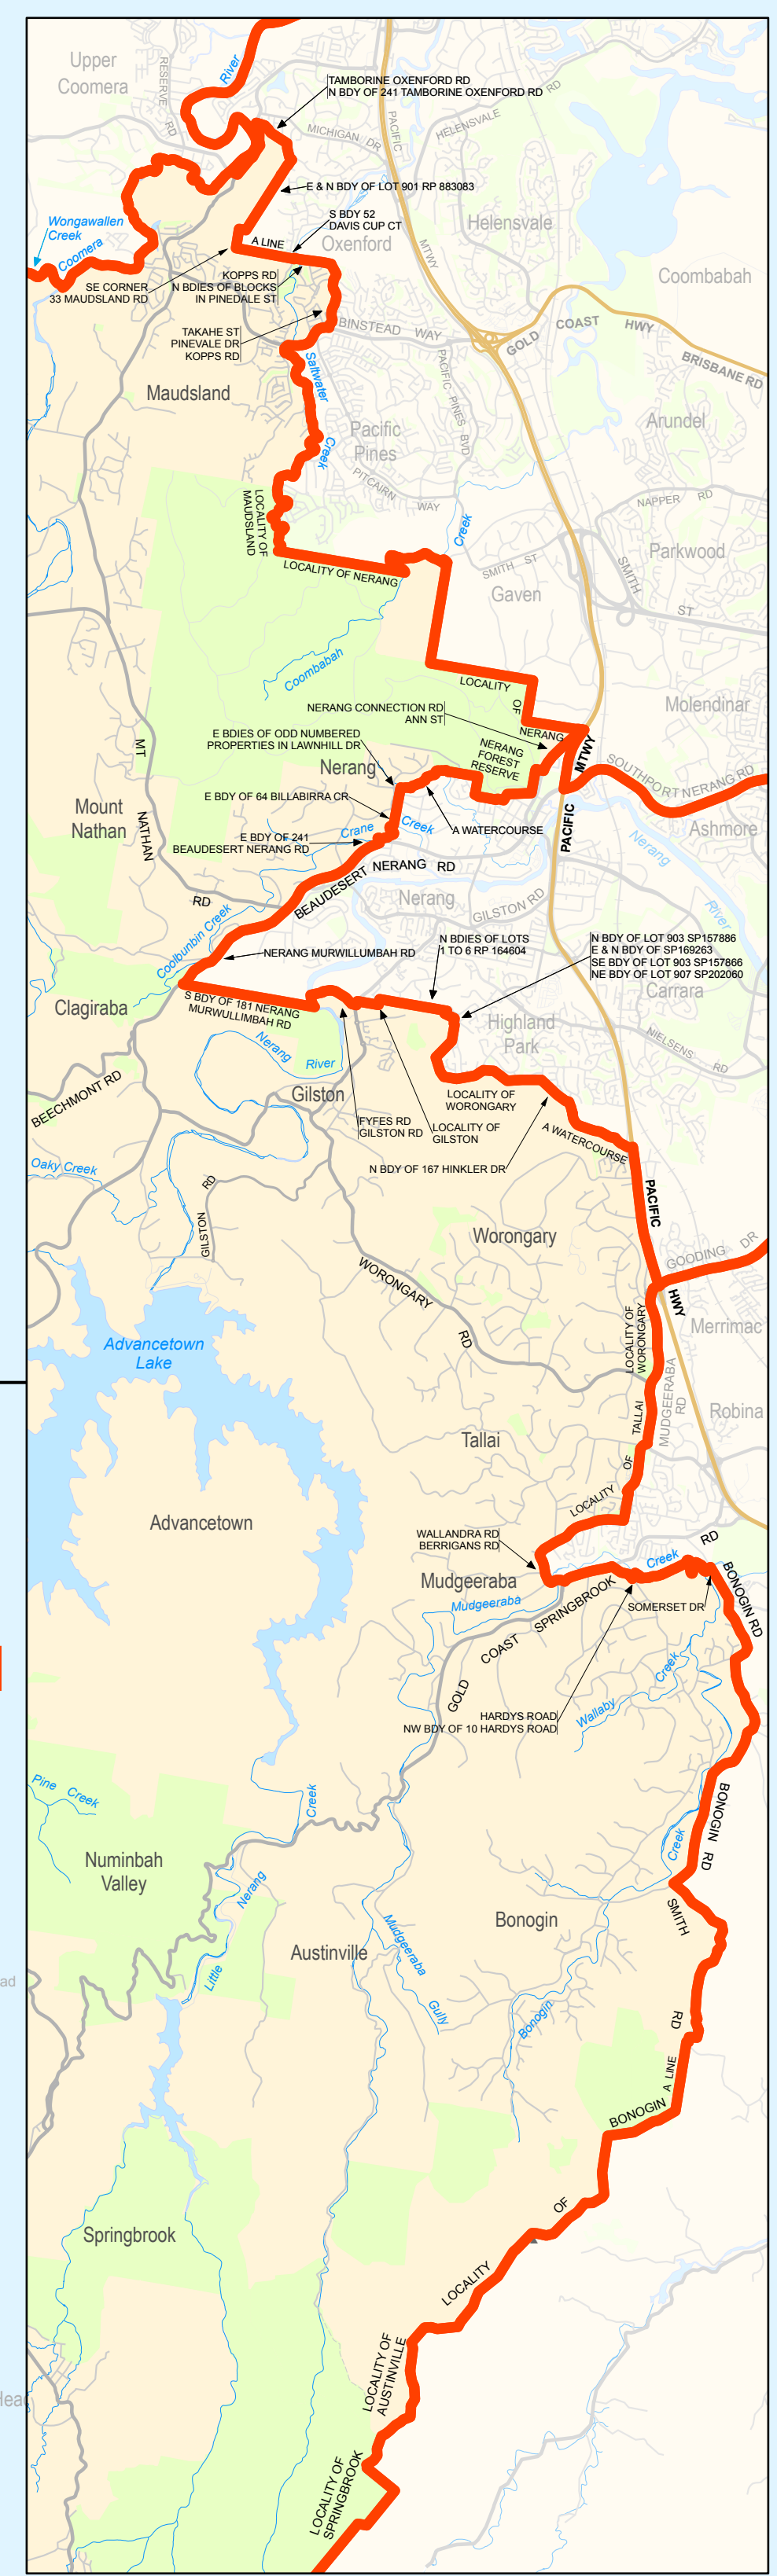 Upper
Coomera
RESERVE
RD
River
TAMBORINE OXENFORD RD
N BDY OF 241 TAMBORINE OXENFORD RD
MICHIGAN DR
PACIFIC
MTWY
HELENSVALE RD
E & N BDY OF LOT 901 RP 883083
Wongawallen
Creek
Coomera
S BDY 52
DAVIS CUP CT
A LINE
Oxenford
Helensvale
Coombabah
SE CORNER
33 MAUDSLAND RD
KOPPS RD
N BDIES OF BLOCKS
IN PINEDALE ST
TAKAHE ST
PINEVALE DR
KOPPS RD
BINSTEAD WAY
GOLD COAST HWY
BRISBANE RD
PACIFIC PINES BVD
Maudsland
Saltwater
Creek
Pacific
Pines
Arundel
PITCAIRN WAY
NAPPER RD
LOCALITY OF
MAUDSLAND
Creek
Parkwood
LOCALITY OF NERANG
SMITH ST
SMITH ST
Gaven
Coombabah
LOCALITY
OF
NERANG
Molendinar
NERANG CONNECTION RD
ANN ST
E BDIES OF ODD NUMBERED
PROPERTIES IN LAWNHILL DR
NERANG
FOREST
RESERVE
MTWY
PACIFIC
SOUTHPORT NERANG RD
Nerang
MT
NATHAN
RD
Mount
Nathan
E BDY OF 64 BILLABIRRA CR
Crane
Creek
A WATERCOURSE
Ashmore
E BDY OF 241
BEAUDESERT NERANG RD
BEAUDESERT NERANG RD
Nerang
River
Nerang
GILSTON RD
Coolbunbin Creek
NERANG MURWILLUMBAH RD
N BDIES OF LOTS
1 TO 6 RP 164604
N BDY OF LOT 903 SP157886
E & N BDY OF SP169263
SE BDY OF LOT 903 SP157866
NE BDY OF LOT 907 SP202060
Carrara
Clagiraba
S BDY OF 181 NERANG
MURWULLIMBAH RD
Highland
Park
NIELSENS RD
Nerang
River
BEECHMONT RD
Gilston
LOCALITY OF
WORONGARY
FYFES RD
GILSTON RD
LOCALITY OF
GILSTON
A WATERCOURSE
N BDY OF 167 HINKLER DR
Oaky Creek
GILSTON RD
PACIFIC
HWY
Worongary
WORONGARY
RD
GOODING DR
Merrimac
LOCALITY OF
WORONGARY
Advancetown
Lake
MUDGEERABA
RD
Robina
Tallai
LOCALITY OF TALLAI
Advancetown
WALLANDRA RD
BERRIGANS RD
Mudgeeraba
Mudgeeraba
Creek
GOLD COAST SPRINGBROOK RD
SOMERSET DR
BONOGIN RD
HARDYS ROAD
NW BDY OF 10 HARDYS ROAD
Wallaby Creek
Pine Creek
Creek
BONOGIN RD
Creek
Numinbah
Valley
Nerang
Little
Austinville
Mudgeeraba
Gully
Bonogin
Bonogin
SMITH
RD
ad
A LINE
BONOGIN
OF
LOCALITY
Springbrook
LOCALITY OF
AUSTINVILLE
LOCALITY OF
SPRINGBROOK